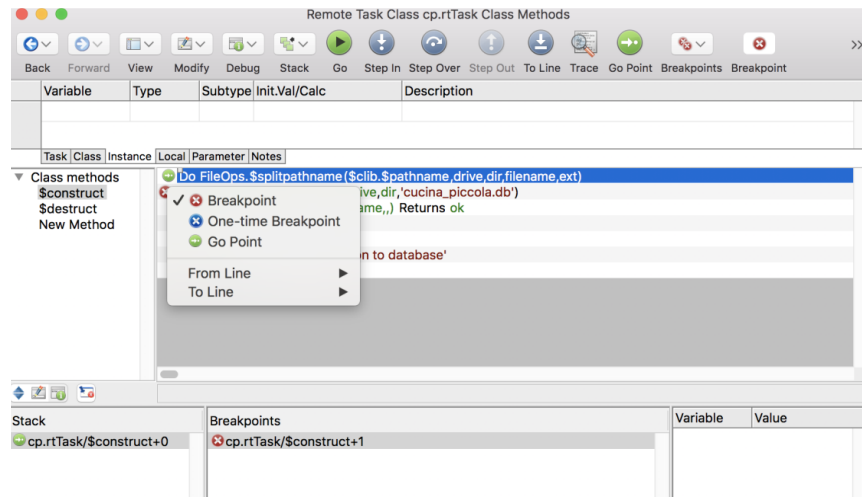 Remote Task Class cp.rtTask Class Methods
Back Forward View Modify Debug Stack Go Step In Step Over Step Out To Line Trace Go Point Breakpoints Breakpoint
Variable Type Subtype Init.Val/Calc Description
Task Class Instance Local Parameter Notes
Class methods
$construct
$destruct
New Method
Do FileOps.$splitpathname($clib.$pathname,drive,dir,filename,ext)
ive,dir,'cucina_piccola.db')
ame,,) Returns ok
n to database'
✓ Breakpoint
One-time Breakpoint
Go Point
From Line
To Line
Stack
cp.rtTask/$construct+0
Breakpoints
cp.rtTask/$construct+1
Variable Value